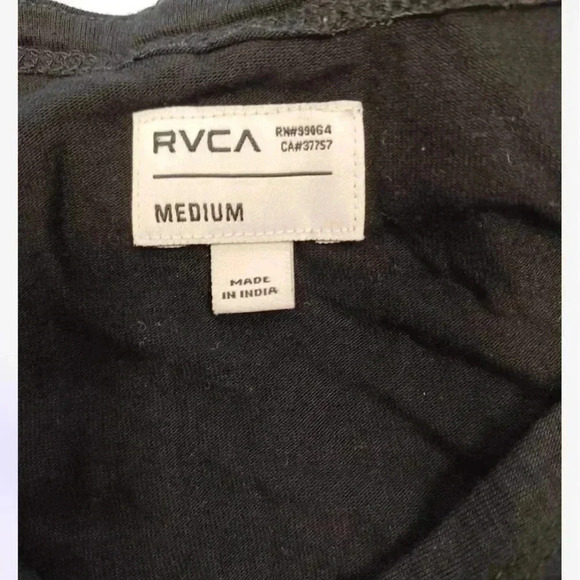 RVCA
RN#99064
CA#37757
MEDIUM
MADE
IN INDIA